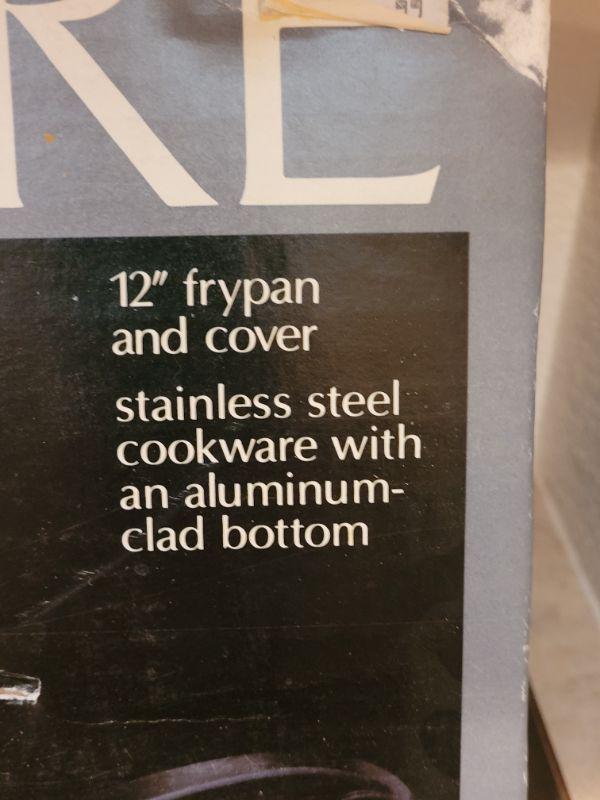 RE
12" frypan
and cover
stainless steel
cookware with
an aluminum-
clad bottom